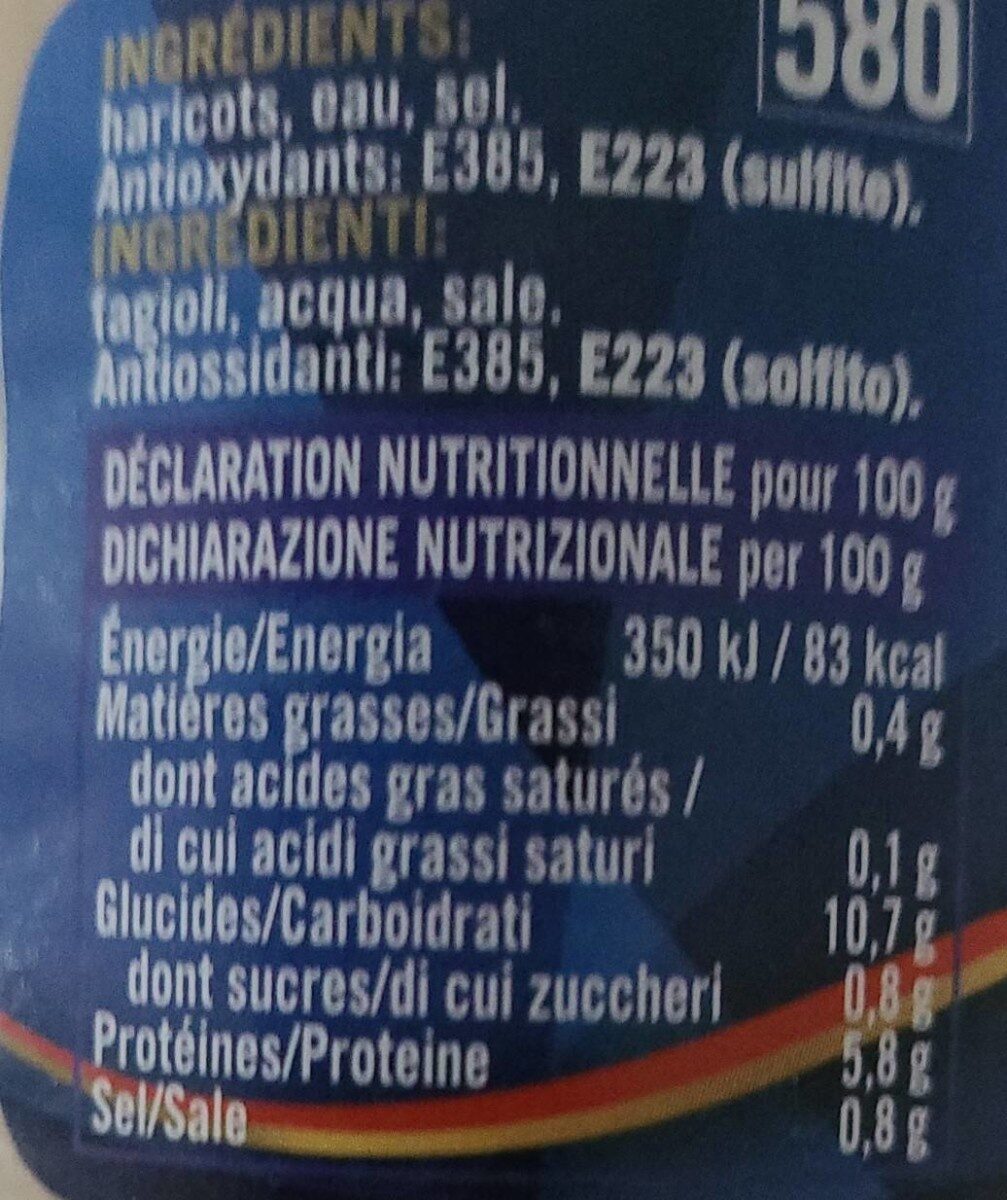 580
INGRÉDIENTS:
haricots, eau, sel.
Antioxydants: E385, E223 (sulfite).
INGREDIENTI:
fagioli, acqua, sale.
Antiossidanti: E385, E223 (solfito).
DÉCLARATION NUTRITIONNELLE pour 100 g
DICHIARAZIONE NUTRIZIONALE per 100 g
Énergie/Energia 350 kJ / 83 kcal
Matières grasses/Grassi 0,4 g
dont acides gras saturés /
di cui acidi grassi saturi 0,1 g
Glucides/Carboidrati 10,7 g
dont sucres/di cui zuccheri 0,8 g
Protéines/Proteine 5,8 g
Sel/Sale 0,8 g